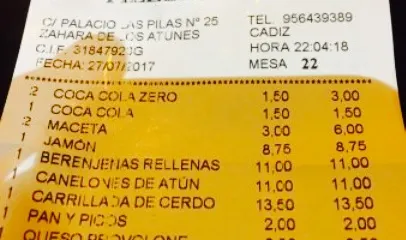 C/ PALACIO LAS PILAS Nº 25 TEL. 956439389
ZAHARA DE LOS ATUNES CADIZ
C.I.F. HORA 22:04:18
FECHA: 27/07/2017 MESA 22
2 COCA COLA ZERO 1,50 3,00
1 COCA COLA 1,50 1,50
2 MACETA 3,00 6,00
1 JAMÓN 8,75 8,75
1 BERENJENAS RELLENAS 11,00 11,00
1 CANELONES DE ATÚN 11,00 11,00
1 CARRILLADA DE CERDO 13,50 13,50
1 PAN Y PICOS 2,00 2,00
QUESO